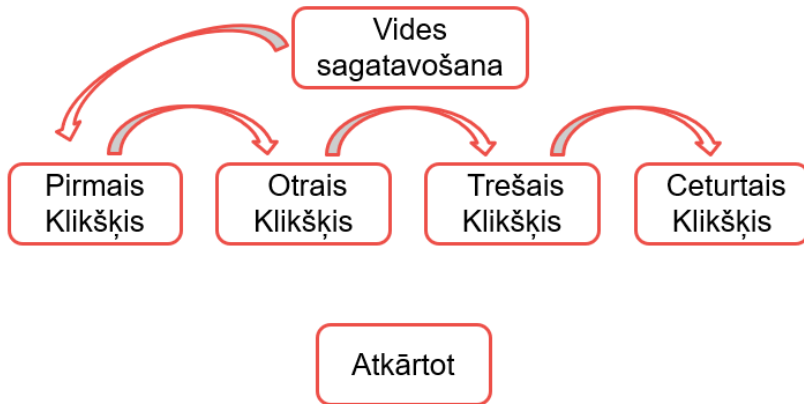 Vides
sagatavošana
Pirmais
Klikšķis
Otrais
Klikšķis
Trešais
Klikšķis
Ceturtais
Klikšķis
Atkārtot